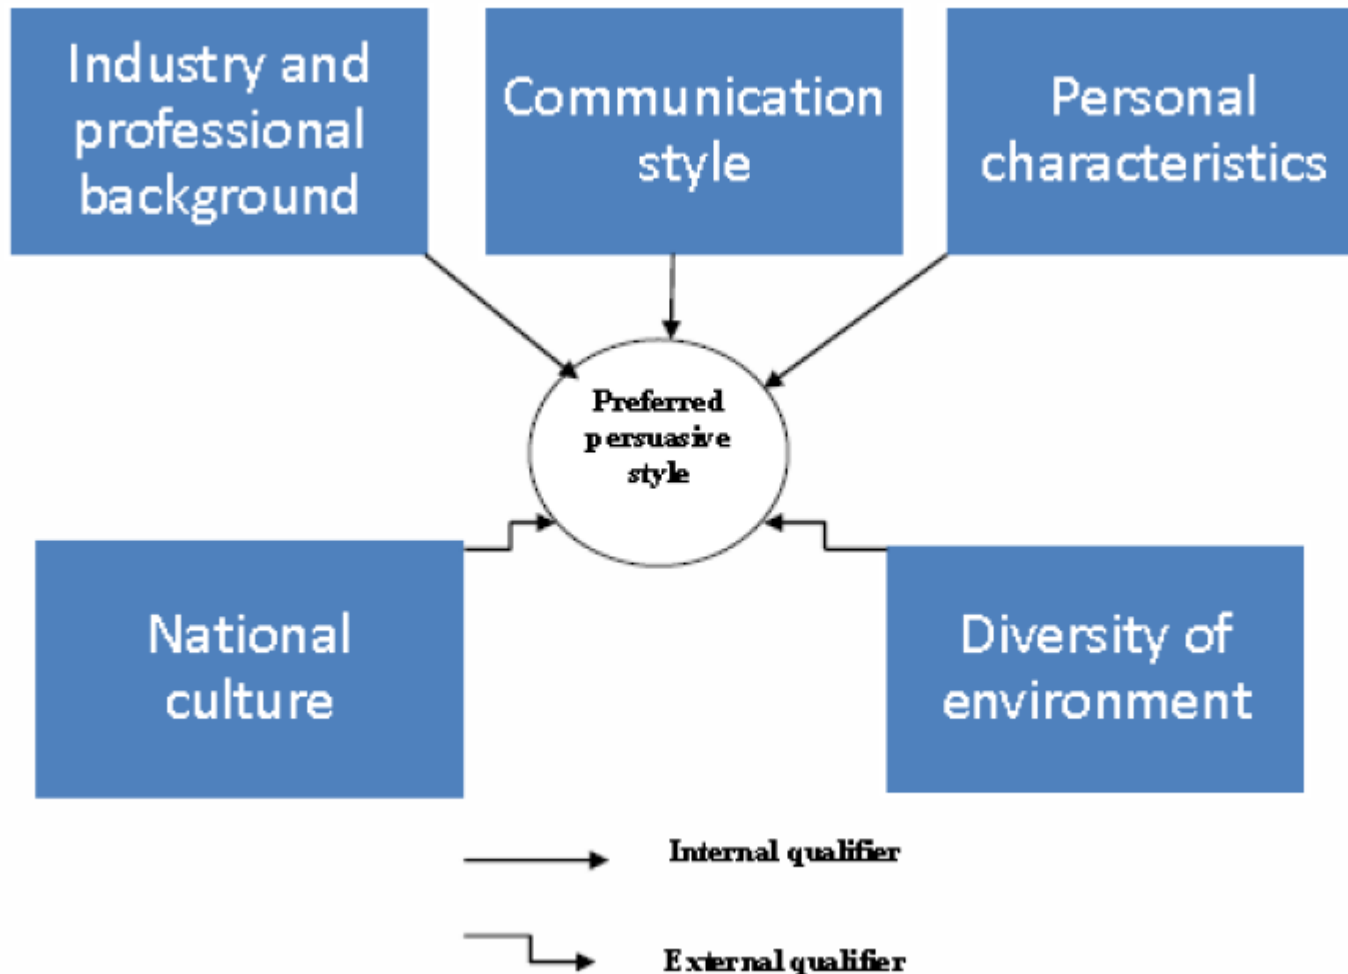 Industry and
professional
background
Communication
style
Personal
characteristics
Preferred
persuasive
style
National
culture
Diversity of
environment
Internal qualifier
External qualifier